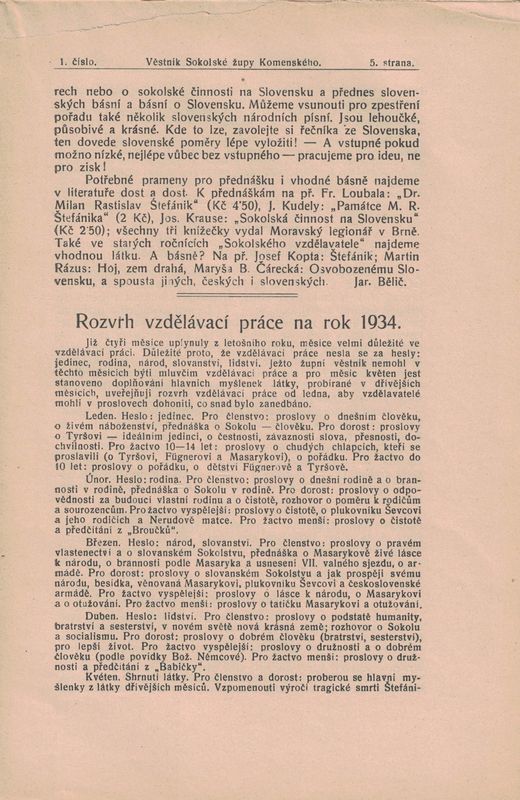 1. číslo. Věstník Sokolské župy Komenského. 5. strana.
rech nebo o sokolské činnosti na Slovensku a přednes sloven-
ských básní a básní o Slovensku. Můžeme vsunouti pro zpestření
pořadu také několik slovenských národních písní. Jsou lehoučké,
působivé a krásné. Kde to lze, zavolejte si řečníka ze Slovenska,
ten dovede slovenské poměry lépe vyložiti! — A vstupné pokud
možno nízké, nejlépe vůbec bez vstupného — pracujeme pro ideu, ne
pro zisk!
Potřebné prameny pro přednášku i vhodné básně najdeme
v literatuře dost a dost. K přednáškám na př. Fr. Loubala: „Dr.
Milan Rastislav Štefánik“ (Kč 4'50), J. Kudely: „Památce M. R.
Štefánika“ (2 Kč), Jos. Krause: „Sokolská činnost na Slovensku“
(Kč 2'50); všechny tři knížečky vydal Moravský legionář v Brně.
Také ve starých ročnících „Sokolského vzdělavatele“ najdeme
vhodnou látku. A básně? Na př. Josef Kopta: Štefánik; Martin
Rázus: Hoj, zem drahá, Maryša B. Čárecká: Osvobozenému Slo-
vensku, a spousta jiných, českých i slovenských. Jar. Bělič.
Rozvrh vzdělávací práce na rok 1934.
Již čtyři měsíce uplynuly z letošního roku, měsíce velmi důležité ve
vzdělávací práci. Důležité proto, že vzdělávací práce nesla se za hesly:
jedinec, rodina, národ, slovanství, lidství. Ježto župní věstník nemohl v
těchto měsících býti mluvčím vzdělávací práce a pro měsíc květen jest
stanoveno doplňování hlavních myšlenek látky, probírané v dřívějších
měsících, uveřejňuji rozvrh vzdělávací práce od ledna, aby vzdělavatelé
mohli v proslovech dohoniti, co snad bylo zanedbáno.
Leden. Heslo: jedinec. Pro členstvo: proslovy o dnešním člověku,
o živém náboženství, přednáška o Sokolu — člověku. Pro dorost: proslovy
o Tyršovi — ideálním jedinci, o čestnosti, závaznosti slova, přesnosti, do-
chvilnosti. Pro žactvo 10—14 let: proslovy o chudých chlapcích, kteří se
proslavili (o Tyršovi, Fügnerovi a Masarykovi), o pořádku. Pro žactvo do
10 let: proslovy o pořádku, o dětství Fügnerově a Tyršově.
Únor. Heslo: rodina. Pro členstvo: proslovy o dnešní rodině a o bran-
nosti v rodině, přednáška o Sokolu v rodině. Pro dorost: proslovy o odpo-
vědnosti za budoucí vlastní rodinu a o čistotě, rozhovor o poměru k rodičům
a sourozencům. Pro žactvo vyspělejší: proslovy o čistotě, o plukovníku Švecovi
a jeho rodičích a Nerudově matce. Pro žactvo menší: proslovy o čistotě
a předčítání z „Broučků“.
Březen. Heslo: národ, slovanství. Pro členstvo: proslovy o pravém
vlastenectví a o slovanském Sokolstvu, přednáška o Masarykově živé lásce
k národu, o brannosti podle Masaryka a usnesení VII. valného sjezdu, o ar-
mádě. Pro dorost: proslovy o slovanském Sokolstvu a jak prospěji svému
národu, besídka, věnovaná Masarykovi, plukovníku Švecovi a československé
armádě. Pro žactvo vyspělejší: proslovy o lásce k národu, o Masarykovi
a o otužování. Pro žactvo menší: proslovy o tatíčku Masarykovi a otužování.
Duben. Heslo: lidství. Pro členstvo: proslovy o podstatě humanity,
bratrství a sesterství, v novém světě nová krásná země; rozhovor o Sokolu
a socialismu. Pro dorost: proslovy o dobrém člověku (bratrství, sesterství),
pro lepší život. Pro žactvo vyspělejší: proslovy o družnosti a o dobrém
člověku (podle povídky Bož. Němcové). Pro žactvo menší: proslovy o druž-
nosti a předčítání z „Babičky“.
Květen. Shrnutí látky. Pro členstvo a dorost: proberou se hlavní my-
šlenky z látky dřívějších měsíců. Vzpomenouti výročí tragické smrti Štefáni-